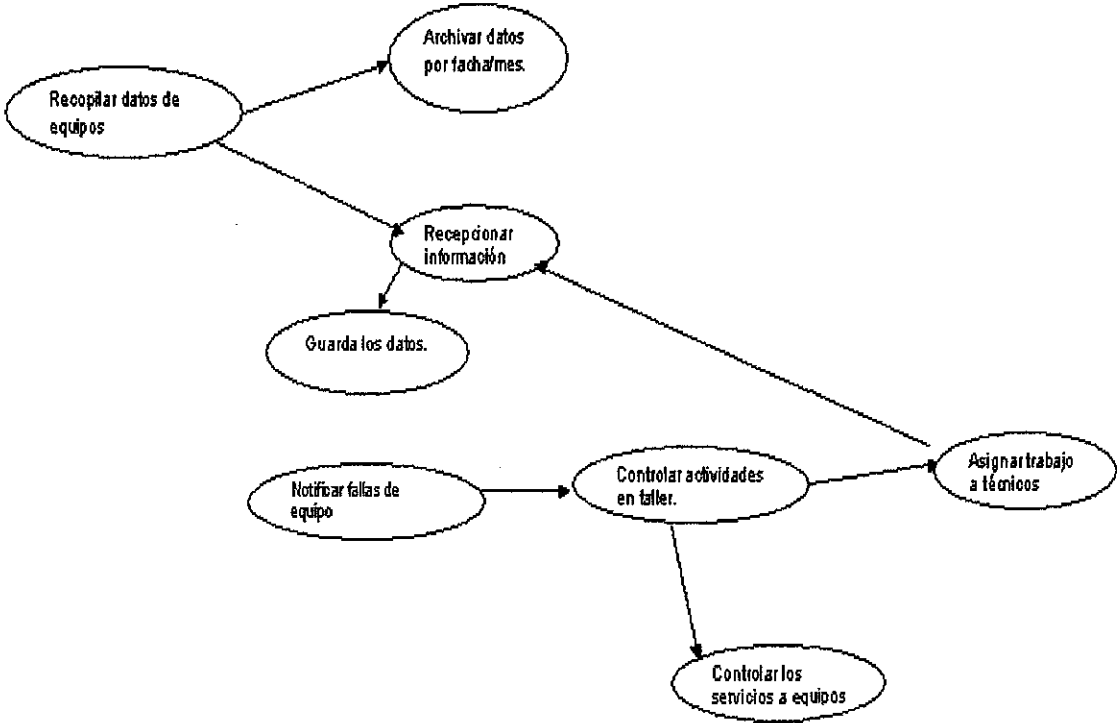 Archivar datos
por facha/mes.
Recopilar datos de
equipos
Recepcionar
información
Guarda los datos.
Notificar fallas de
equipo
Controlar actividades
en taller.
Asignar trabajo
a técnicos
Controlar los
servicios a equipos